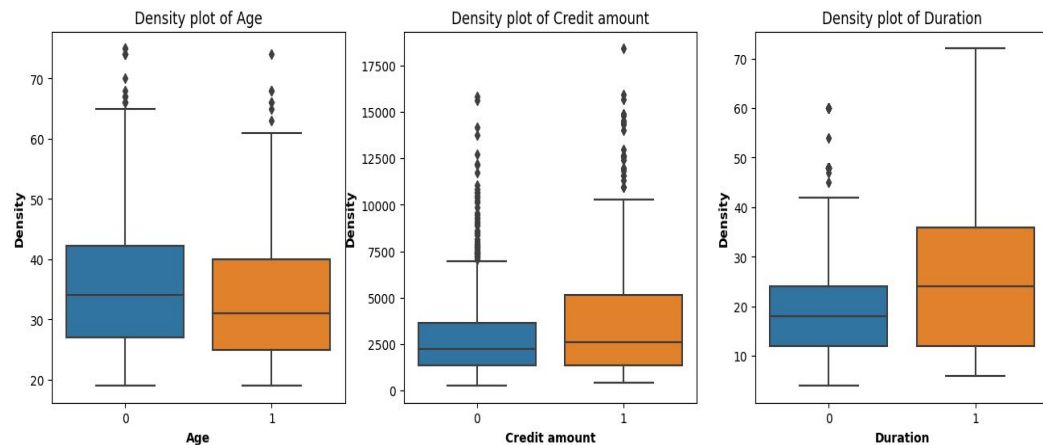 Density plot of Age
Density
70
60
50
40
30
20
0 1
Age
Density plot of Credit amount
Density
17500
15000
12500
10000
7500
5000
2500
0
0 1
Credit amount
Density plot of Duration
Density
70
60
50
40
30
20
10
0 1
Duration